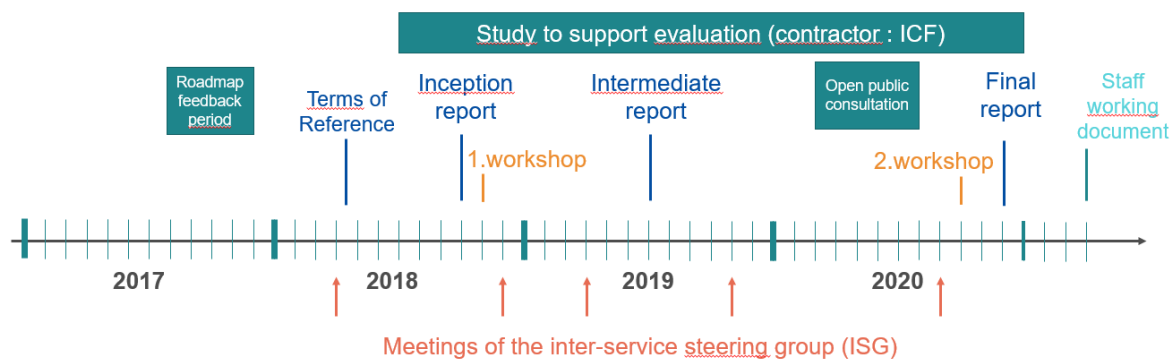 Study to support evaluation (contractor : ICF)
Roadmap
feedback
period
Terms of
Reference
Inception
report
Intermediate
report
Open public
consultation
Final
report
Staff
working
document
1.workshop
2.workshop
2017
2018
2019
2020
Meetings of the inter-service steering group (ISG)